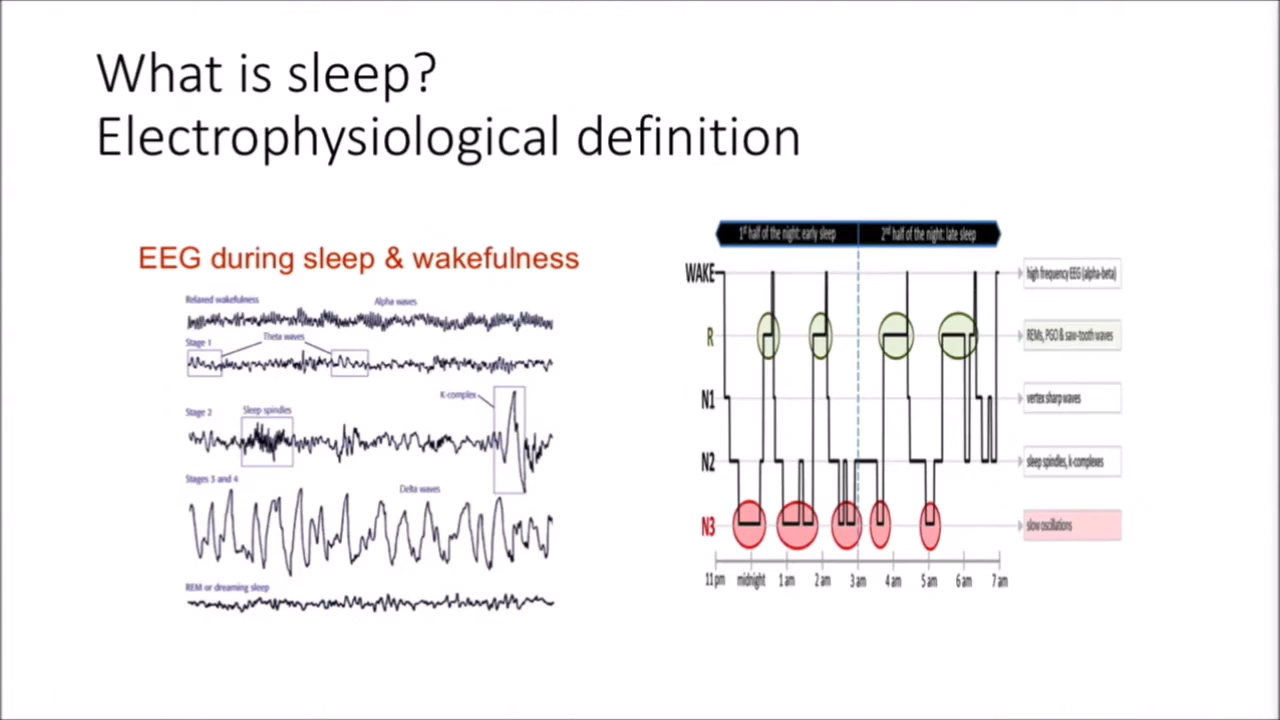 What is sleep?
Electrophysiological definition
EEG during sleep & wakefulness
Relaxed wakefulness
Alpha waves
Stage 1
Theta waves
K-complex
Stage 2
Sleep spindles
Stages 3 and 4
Delta waves
REM or dreaming sleep
1st half of the night: early sleep
2nd half of the night: late sleep
WAKE
high frequency EEG (alpha-beta)
R
REMs, PGO & saw-tooth waves
N1
vertex sharp waves
N2
sleep spindles, k-complexes
N3
slow oscillations
11 pm midnight 1 am 2 am 3 am 4 am 5 am 6 am 7 am